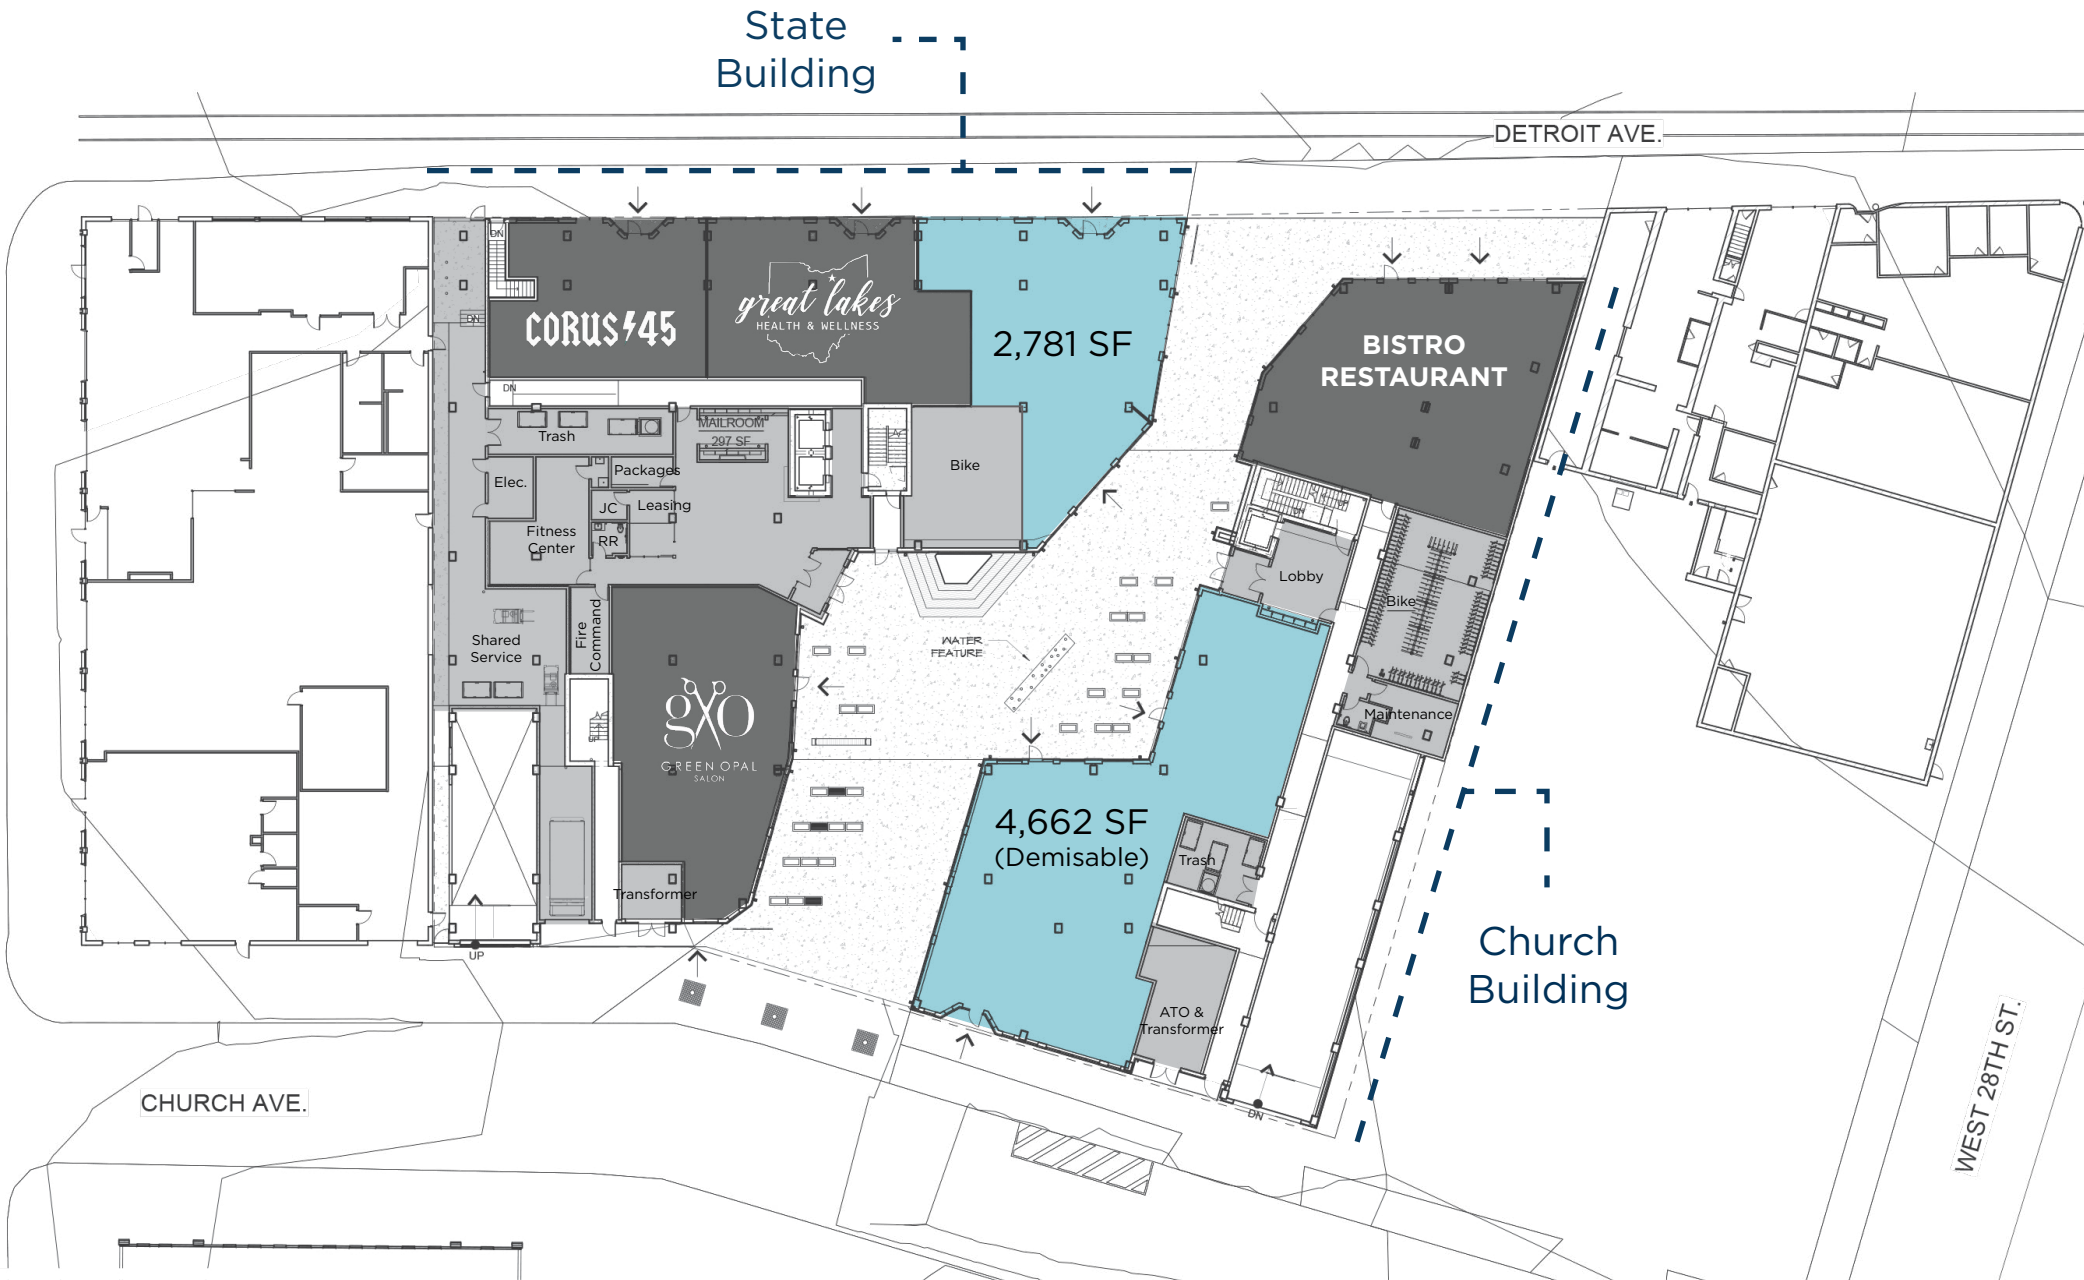 State
Building
DETROIT AVE.
DN
DN
CORUS 45
great lakes
HEALTH & WELLNESS
2,781 SF
BISTRO
RESTAURANT
DN
Trash
MAILROOM
297 SF
Bike
Elec.
Packages
JC
Leasing
Fitness
Center
RR
Lobby
Bike
Fire
Command
Shared
Service
WATER
FEATURE
gxo
GREEN OPAL
SALON
UP
Maintenance
4,662 SF
(Demisable)
Trash
Transformer
Church
Building
UP
ATO &
Transformer
DN
CHURCH AVE.
WEST 28TH ST.